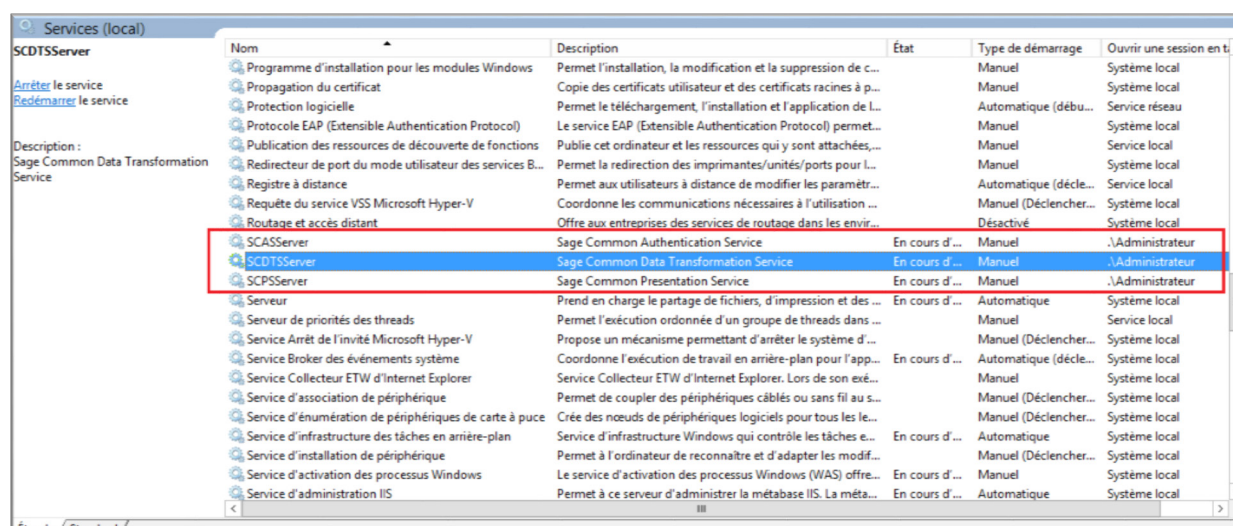 Services (local)
SCDTSServer
Arrêter le service
Redémarrer le service
Description :
Sage Common Data Transformation
Service
Nom Description État Type de démarrage Ouvrir une session en t
Programme d'installation pour les modules Windows Permet l'installation, la modification et la suppression de c... Manuel Système local
Propagation du certificat Copie des certificats utilisateur et des certificats racines à p... Manuel Système local
Protection logicielle Permet le téléchargement, l'installation et l'application de l... Automatique (débu... Service réseau
Protocole EAP (Extensible Authentication Protocol) Le service EAP (Extensible Authentication Protocol) permet... Manuel Système local
Publication des ressources de découverte de fonctions Publie cet ordinateur et les ressources qui y sont attachées,... Manuel Service local
Redirecteur de port du mode utilisateur des services B... Permet la redirection des imprimantes/unités/ports pour l... Manuel Système local
Registre à distance Permet aux utilisateurs à distance de modifier les paramètr... Automatique (décle... Service local
Requête du service VSS Microsoft Hyper-V Coordonne les communications nécessaires à l'utilisation ... Manuel (Déclencher... Système local
Routage et accès distant Offre aux entreprises des services de routage dans les envir... Désactivé Système local
SCASServer Sage Common Authentication Service En cours d'... Manuel .\Administrateur
SCDTSServer Sage Common Data Transformation Service En cours d'... Manuel .\Administrateur
SCPSServer Sage Common Presentation Service En cours d'... Manuel .\Administrateur
Serveur Prend en charge le partage de fichiers, d'impression et des ... En cours d'... Automatique Système local
Serveur de priorités des threads Permet l'exécution ordonnée d'un groupe de threads dans ... Manuel Service local
Service Arrêt de l'invité Microsoft Hyper-V Propose un mécanisme permettant d'arrêter le système d'... Manuel (Déclencher... Système local
Service Broker des événements système Coordonne l'exécution de travail en arrière-plan pour l'app... En cours d'... Automatique (décle... Système local
Service Collecteur ETW d'Internet Explorer Service Collecteur ETW d'Internet Explorer. Lors de son exé... Manuel Système local
Service d'association de périphérique Permet de coupler des périphériques câblés ou sans fil au s... Manuel (Déclencher... Système local
Service d'énumération de périphériques de carte à puce Crée des nœuds de périphériques logiciels pour tous les le... Manuel (Déclencher... Système local
Service d'infrastructure des tâches en arrière-plan Service d'infrastructure Windows qui contrôle les tâches e... En cours d'... Automatique Système local
Service d'installation de périphérique Permet à l'ordinateur de reconnaître et d'adapter les modif... Manuel (Déclencher... Système local
Service d'activation des processus Windows Le service d'activation des processus Windows (WAS) offre... En cours d'... Manuel Système local
Service d'administration IIS Permet à ce serveur d'administrer la métabase IIS. La méta... En cours d'... Automatique Système local